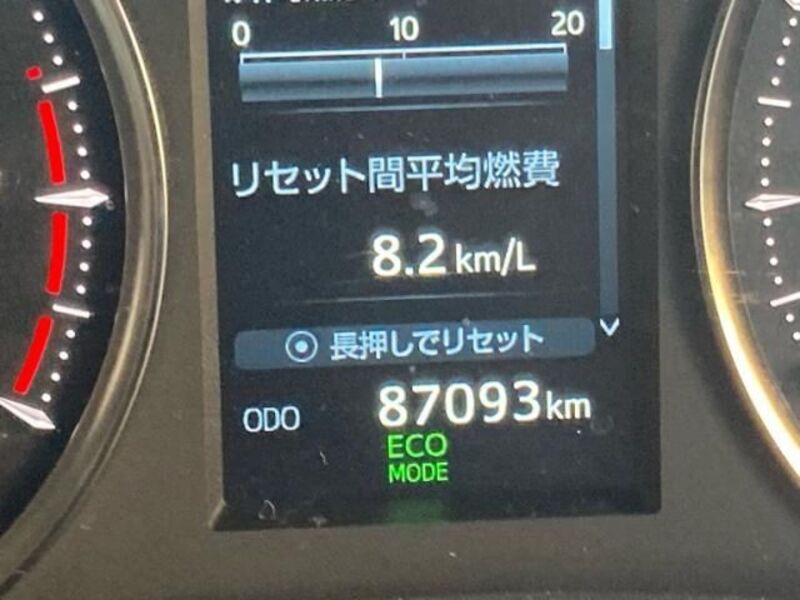 0 10 20
リセット間平均燃費
8.2 km/L
長押しでリセット
ODO 87093 km
ECO
MODE